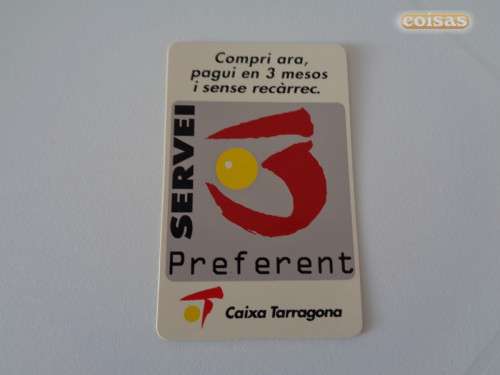 coisas
Compri ara,
pagui en 3 mesos
i sense recàrrec.
SERVEI
Preferent
Caixa Tarragona